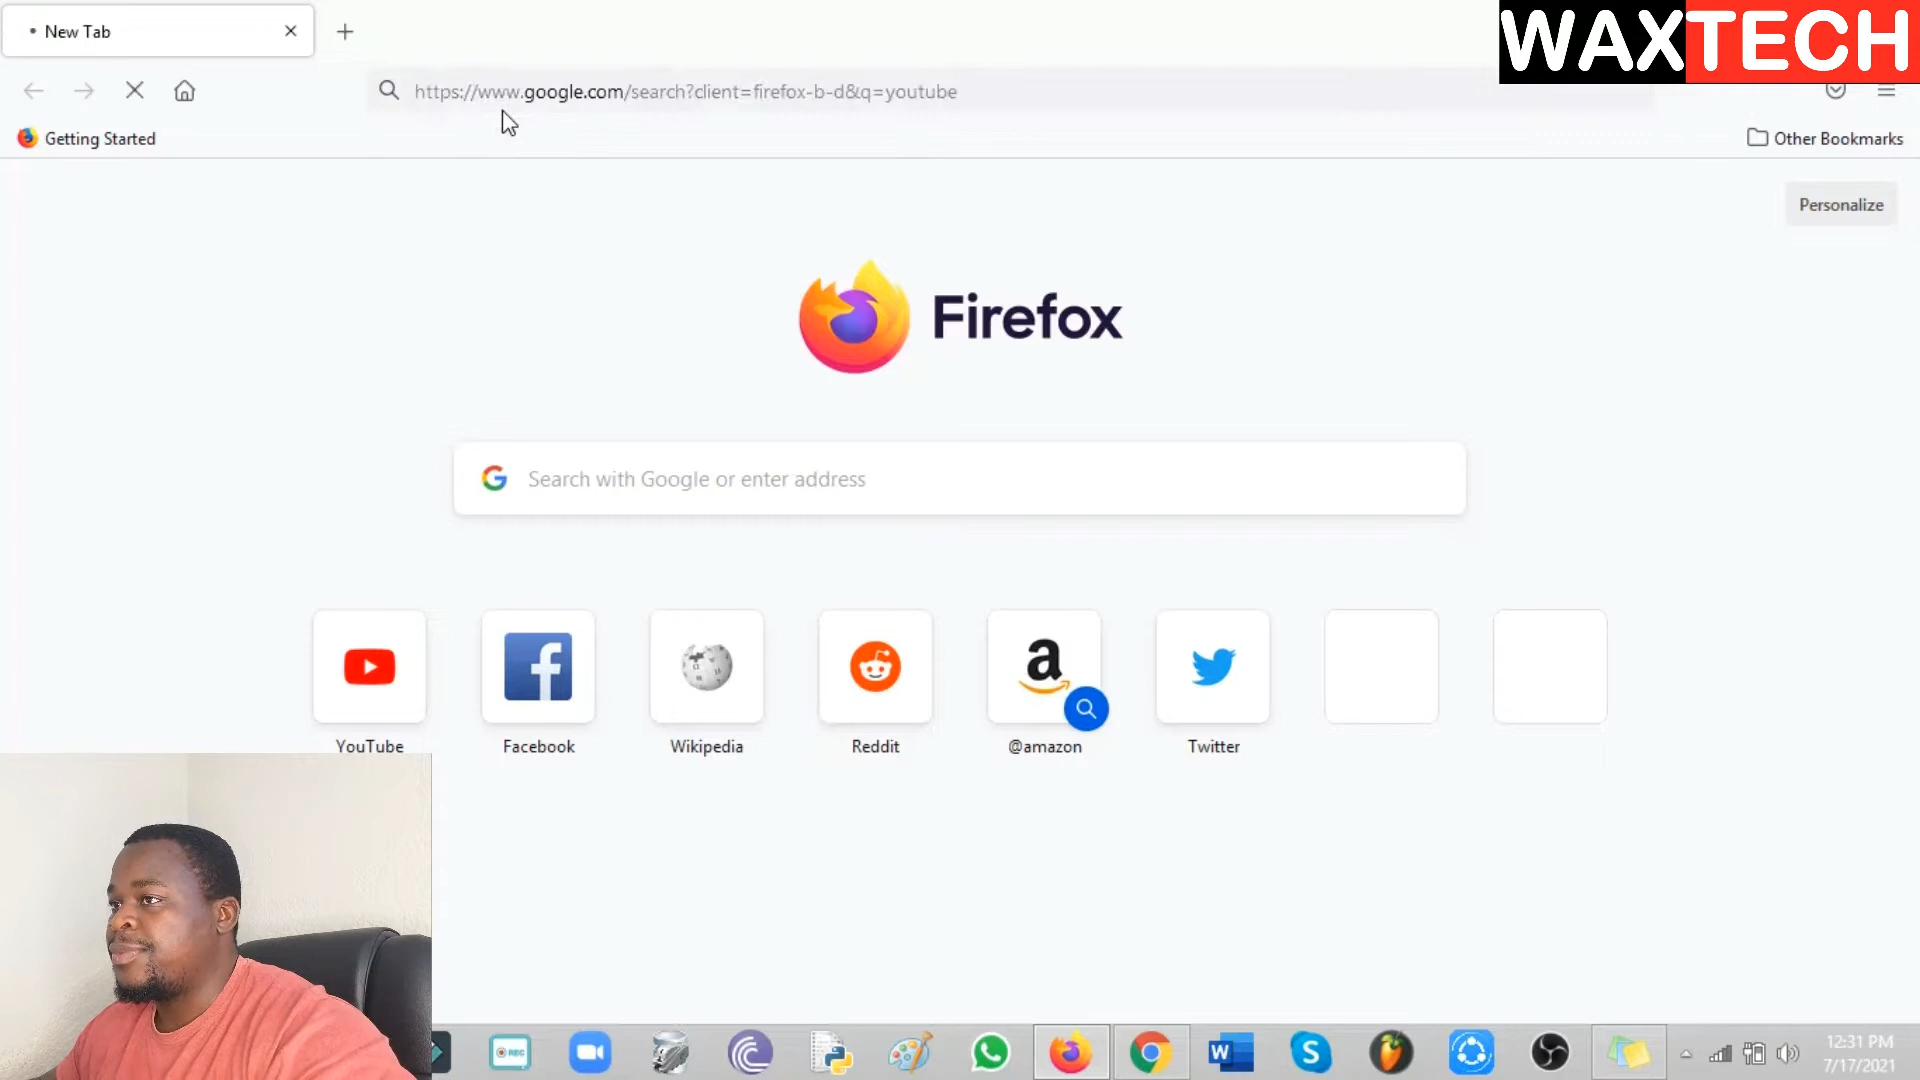 New Tab
WAXTECH
https://www.google.com/search?client=firefox-b-d&q=youtube
Getting Started
Other Bookmarks
Personalize
Firefox
Search with Google or enter address
YouTube
Facebook
Wikipedia
Reddit
@amazon
Twitter
REC
12:31 PM
7/17/2021